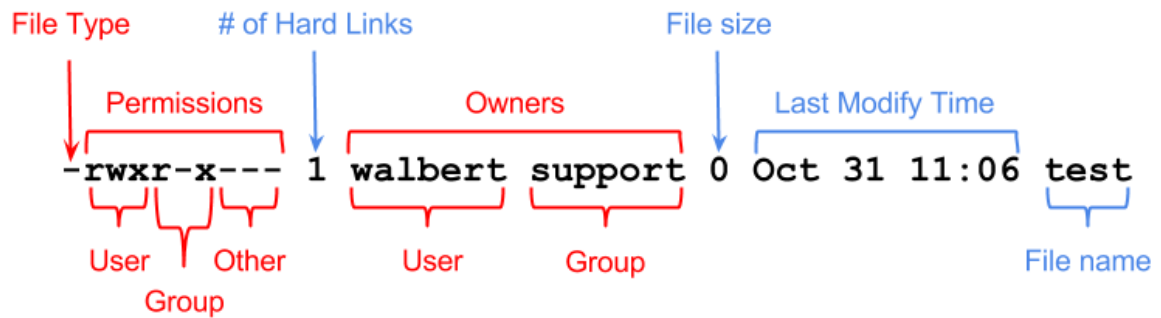 File Type # of Hard Links File size
Permissions Owners Last Modify Time
-rwxr-x--- 1 walbert support 0 Oct 31 11:06 test
User Other User Group File name
Group